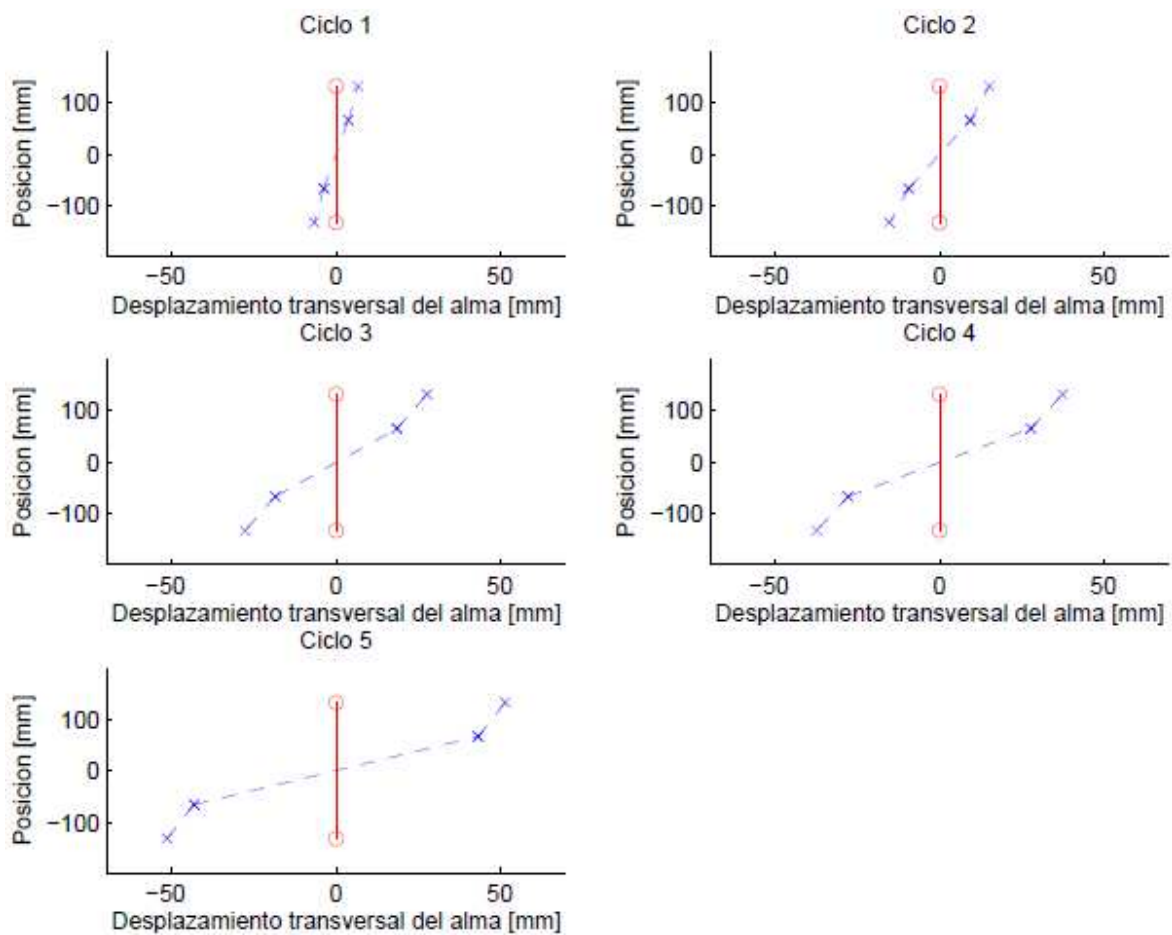 Ciclo 1
Posicion [mm]
100
0
−100
−50
0
50
Desplazamiento transversal del alma [mm]
Ciclo 2
Posicion [mm]
100
0
−100
−50
0
50
Desplazamiento transversal del alma [mm]
Ciclo 3
Posicion [mm]
100
0
−100
−50
0
50
Desplazamiento transversal del alma [mm]
Ciclo 4
Posicion [mm]
100
0
−100
−50
0
50
Desplazamiento transversal del alma [mm]
Ciclo 5
Posicion [mm]
100
0
−100
−50
0
50
Desplazamiento transversal del alma [mm]